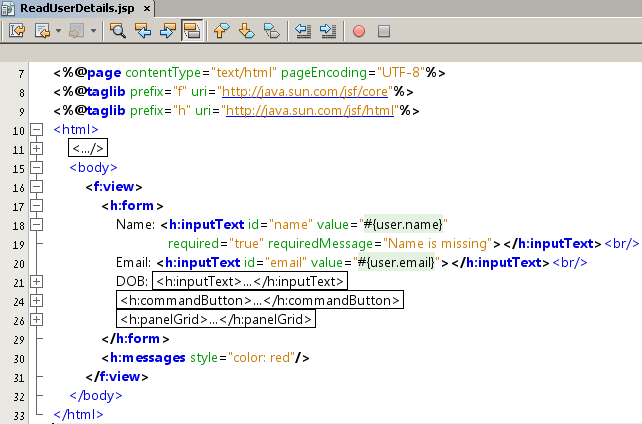 ReadUserDetails.jsp x
7 <%@page contentType="text/html" pageEncoding="UTF-8"%>
8 <%@taglib prefix="f" uri="http://java.sun.com/jsf/core"%>
9 <%@taglib prefix="h" uri="http://java.sun.com/jsf/html"%>
10 <html>
11 <.../>
15 <body>
16 <f:view>
17 <h:form>
18 Name: <h:inputText id="name" value="#{user.name}"
19 required="true" requiredMessage="Name is missing"></h:inputText><br/>
20 Email: <h:inputText id="email" value="#{user.email}"></h:inputText><br/>
21 DOB: <h:inputText>...</h:inputText>
24 <h:commandButton>...</h:commandButton>
26 <h:panelGrid>...</h:panelGrid>
29 </h:form>
30 <h:messages style="color: red"/>
31 </f:view>
32 </body>
33 </html>